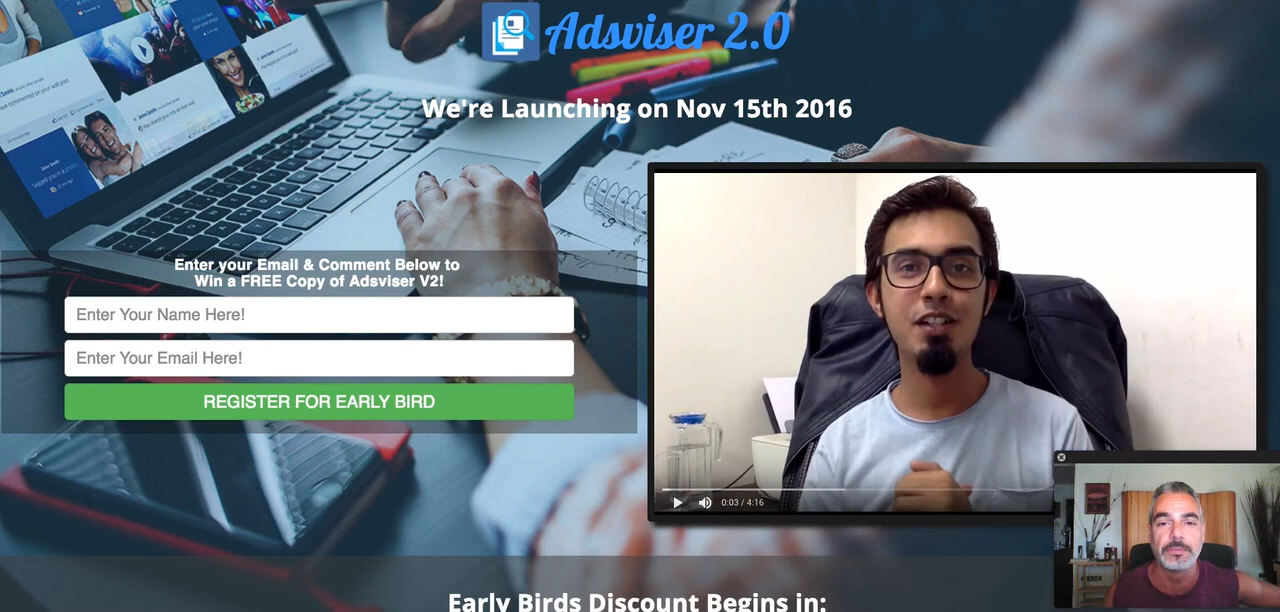 Adsviser 2.0
We're Launching on Nov 15th 2016
Enter your Email & Comment Below to
Win a FREE Copy of Adsviser V2!
Enter Your Name Here!
Enter Your Email Here!
REGISTER FOR EARLY BIRD
0:03 / 4:16
Early Birds Discount Begins in: